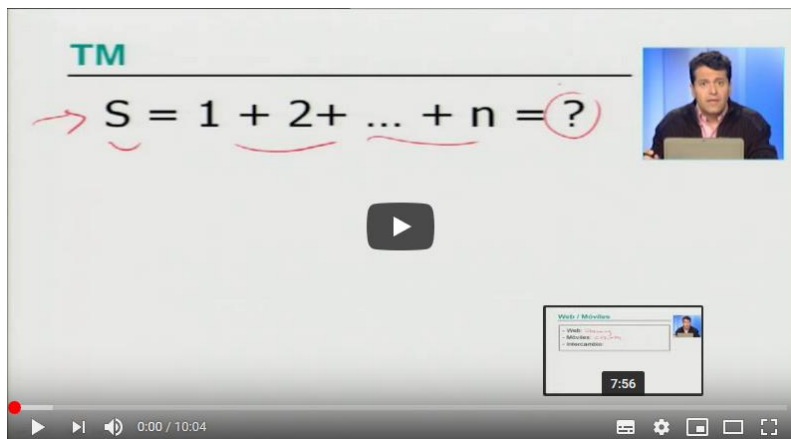 TM
S = 1 + 2+ ... + n = ?
Web / Móviles
- Web:
- Móviles:
- Intercambio:
7:56
0:00 / 10:04